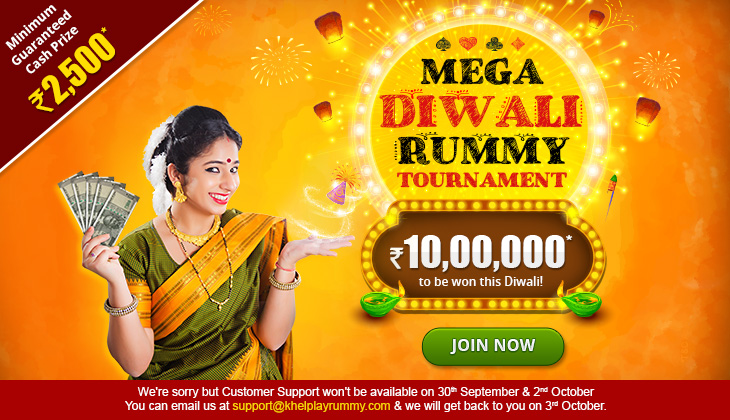 Minimum
Guaranteed
Cash Prize
₹2,500*
MEGA
DIWALI
RUMMY
TOURNAMENT
₹10,00,000*
to be won this Diwali!
JOIN NOW
We're sorry but Customer Support won't be available on 30th September & 2nd October
You can email us at support@khelplayrummy.com & we will get back to you on 3rd October.